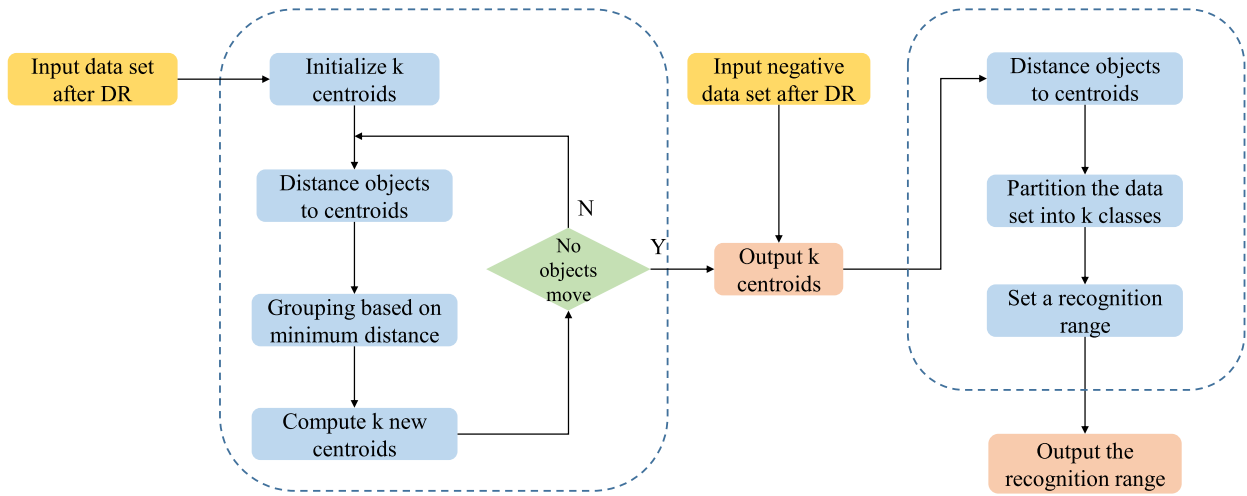 Input data set
after DR
Initialize k
centroids
Distance objects
to centroids
Grouping based on
minimum distance
Compute k new
centroids
N
No
objects
move
Y
Input negative
data set after DR
Output k
centroids
Distance objects
to centroids
Partition the data
set into k classes
Set a recognition
range
Output the
recognition range